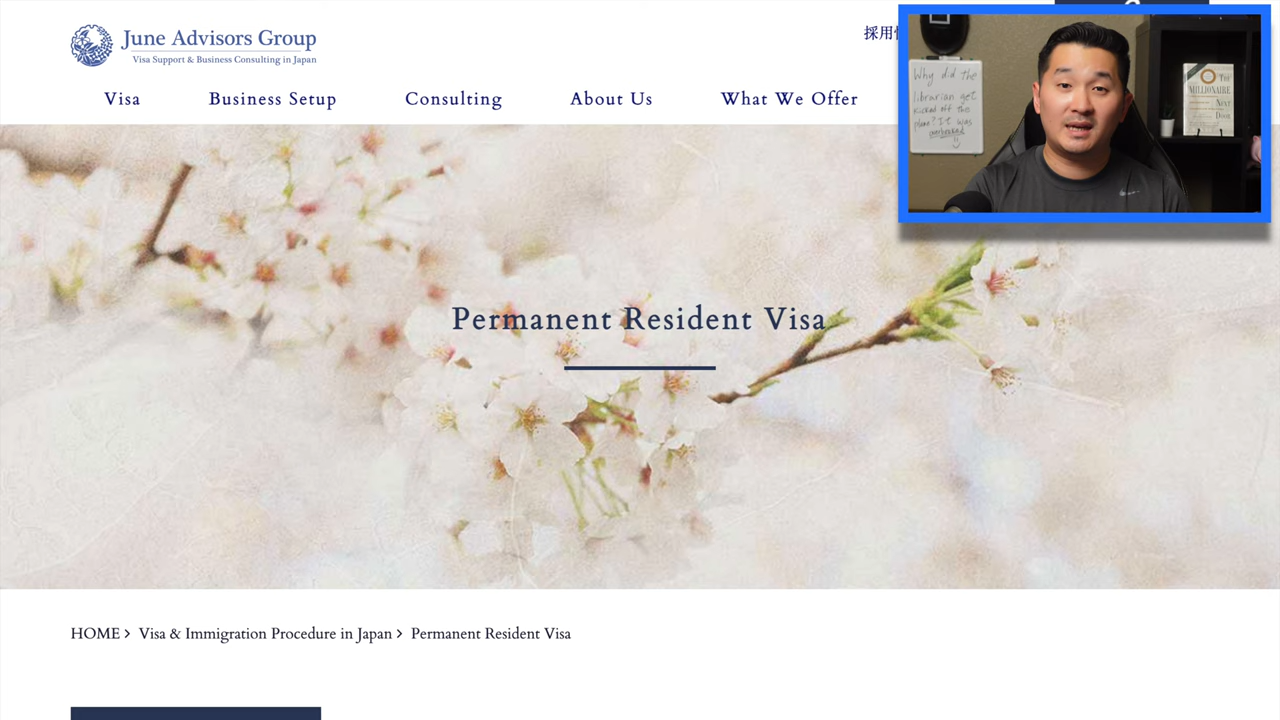 June Advisors Group
Visa Support & Business Consulting in Japan
採用
Visa
Business Setup
Consulting
About Us
What We Offer
Why did the
librarian get
kicked off the
plane? It was
overbooked
THE
MILLIONAIRE
NEXT
DOOR
Permanent Resident Visa
HOME > Visa & Immigration Procedure in Japan > Permanent Resident Visa